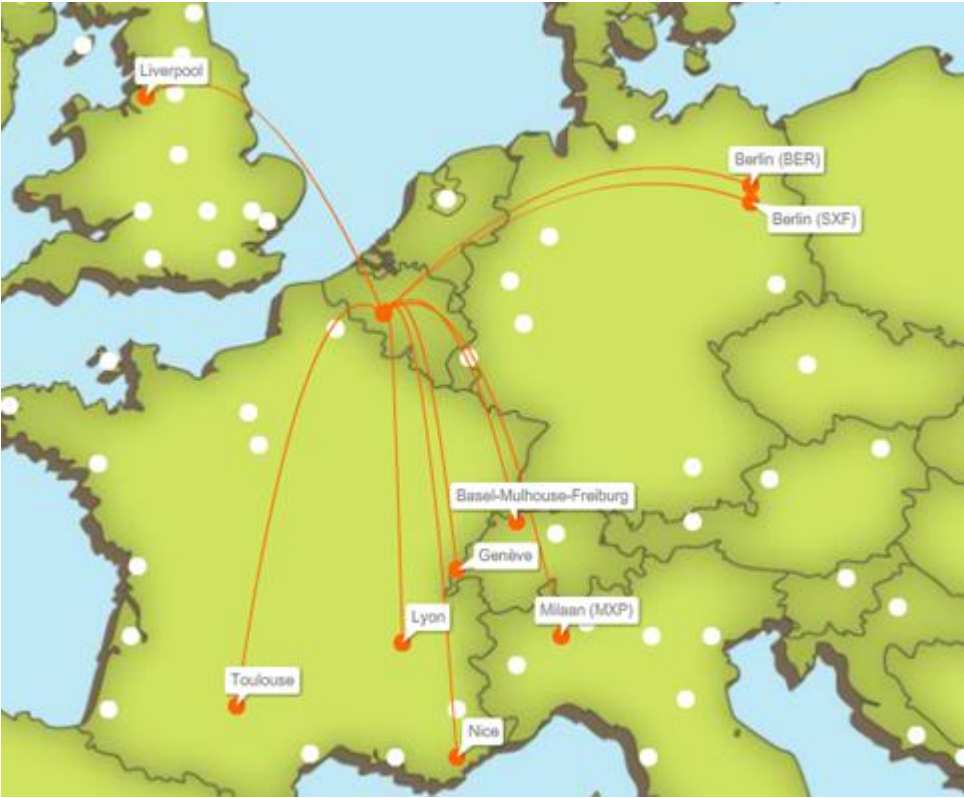 Liverpool
Berlin (BER)
Berlin (SXF)
Basel-Mulhouse-Freiburg
Genève
Milaan (MXP)
Lyon
Toulouse
Nice